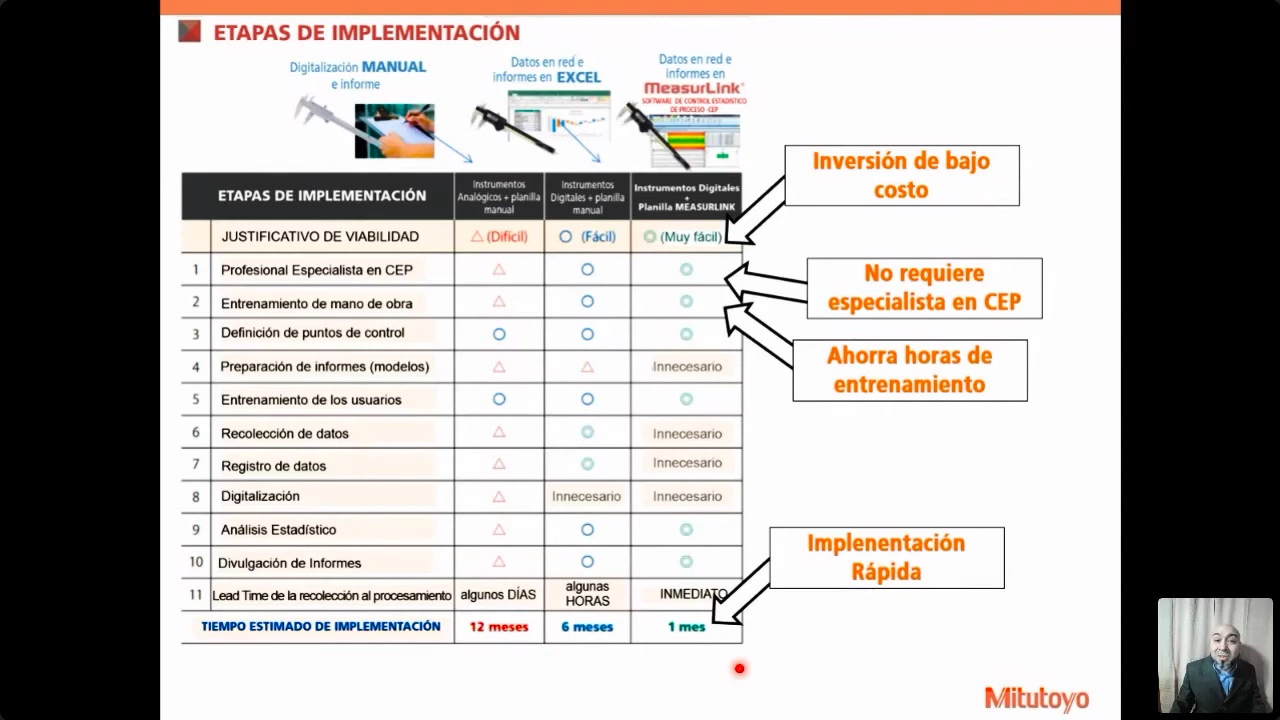 ETAPAS DE IMPLEMENTACIÓN
Digitalización MANUAL
e informe
Datos en red e
informes en EXCEL
Datos en red e
informes en
MeasurLink®
SOFTWARE DE CONTROL ESTADÍSTICO
DE PROCESO -CEP
ETAPAS DE IMPLEMENTACIÓN
Instrumentos
Analógicos + planilla
manual
Instrumentos
Digitales + planilla
manual
Instrumentos Digitales
+
Planilla MEASURLINK
JUSTIFICATIVO DE VIABILIDAD △ (Difícil) ○ (Fácil) ◎ (Muy fácil)
1 Profesional Especialista en CEP △ ○ ◎
2 Entrenamiento de mano de obra △ ○ ◎
3 Definición de puntos de control ○ ○ ◎
4 Preparación de informes (modelos) △ △ Innecesario
5 Entrenamiento de los usuarios ○ ○ ◎
6 Recolección de datos △ ◎ Innecesario
7 Registro de datos △ ◎ Innecesario
8 Digitalización △ Innecesario Innecesario
9 Análisis Estadístico △ ○ ◎
10 Divulgación de Informes △ ○ ◎
11 Lead Time de la recolección al procesamiento algunos DÍAS algunas HORAS INMEDIATO
TIEMPO ESTIMADO DE IMPLEMENTACIÓN 12 meses 6 meses 1 mes
Inversión de bajo
costo
No requiere
especialista en CEP
Ahorra horas de
entrenamiento
Implenentación
Rápida
Mitutoyo